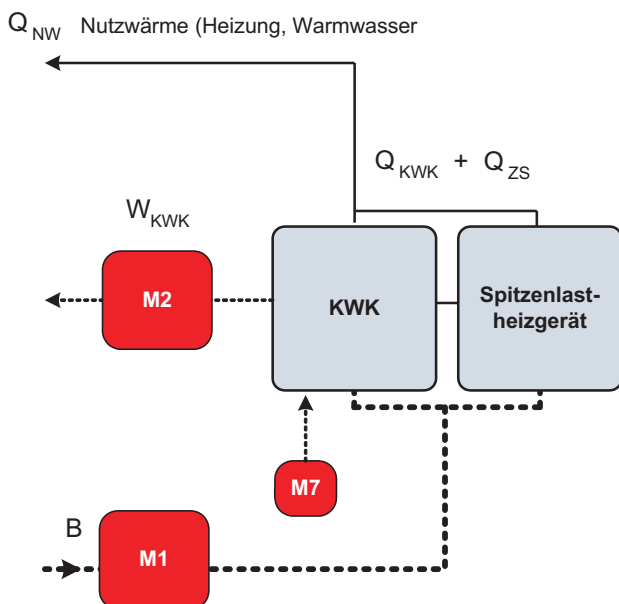 Q NW Nutzwärme (Heizung, Warmwasser
Q KWK + Q ZS
W KWK
M2
KWK
Spitzenlast-
heizgerät
M7
B
M1